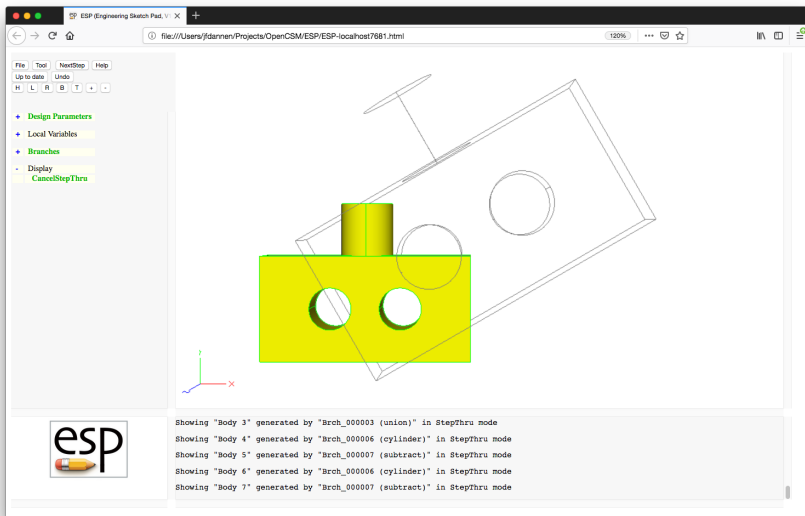 ESP (Engineering Sketch Pad, V1
file:///Users/jfdannen/Projects/OpenCSM/ESP/ESP-localhost7681.html
120%
File Tool NextStep Help
Up to date Undo
H L R B T + -
+ Design Parameters
+ Local Variables
+ Branches
- Display
CancelStepThru
X
esp
Showing "Body 3" generated by "Brch_000003 (union)" in StepThru mode
Showing "Body 4" generated by "Brch_000006 (cylinder)" in StepThru mode
Showing "Body 5" generated by "Brch_000007 (subtract)" in StepThru mode
Showing "Body 6" generated by "Brch_000006 (cylinder)" in StepThru mode
Showing "Body 7" generated by "Brch_000007 (subtract)" in StepThru mode